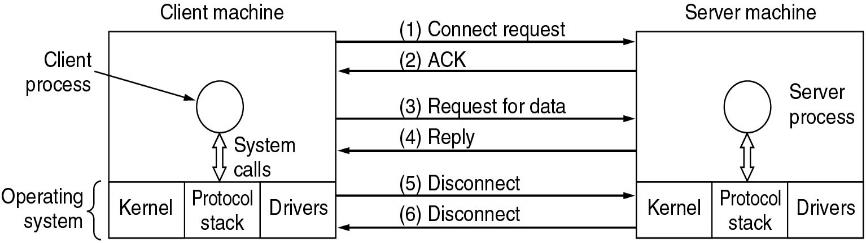 Client machine
Server machine
(1) Connect request
(2) ACK
Client
process
(3) Request for data
Server
process
(4) Reply
System
calls
Operating
system
Kernel
Protocol
stack
Drivers
(5) Disconnect
(6) Disconnect
Kernel
Protocol
stack
Drivers